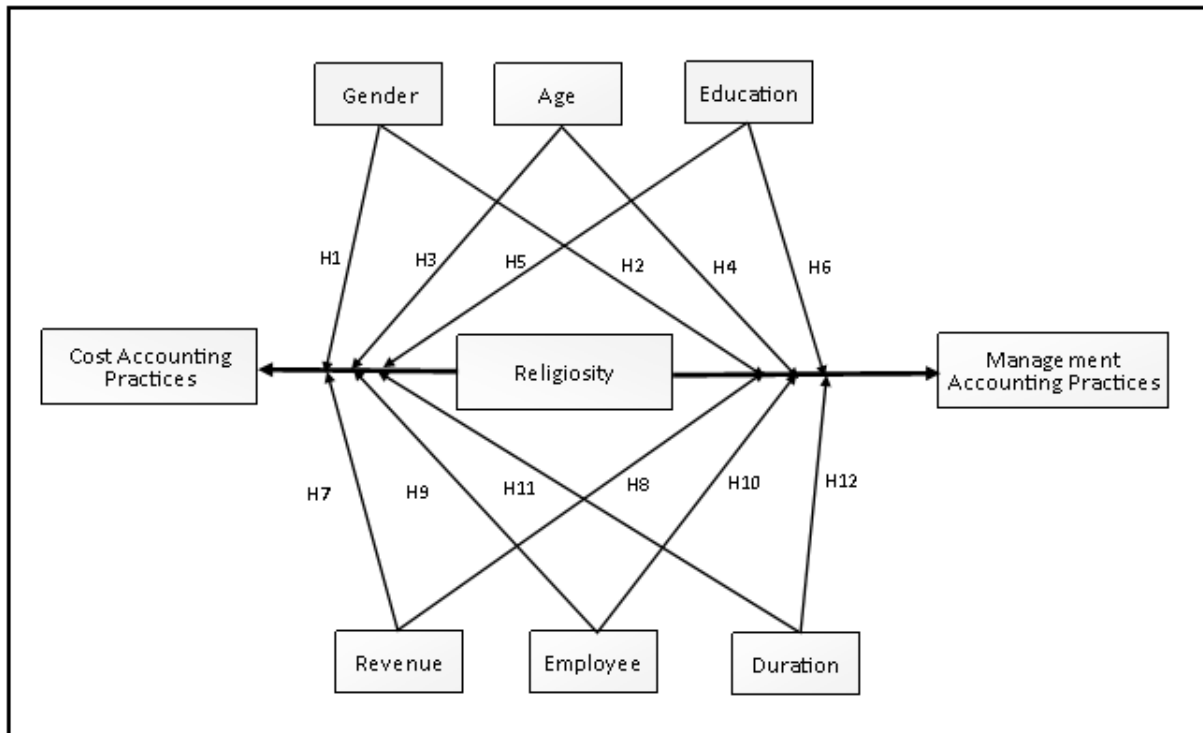 Gender
Age
Education
H1
H3
H5
H2
H4
H6
Cost Accounting
Practices
Religiosity
Management
Accounting Practices
H7
H9
H11
H8
H10
H12
Revenue
Employee
Duration